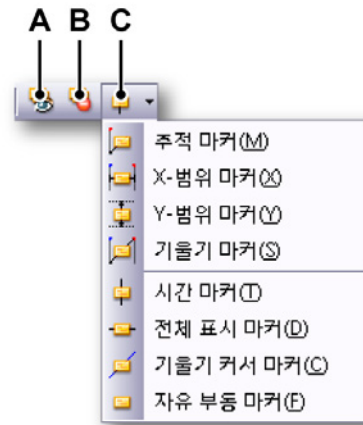 A B C
추적 마커(M)
X-범위 마커(X)
Y-범위 마커(Y)
기울기 마커(S)
시간 마커(T)
전체 표시 마커(D)
기울기 커서 마커(C)
자유 부동 마커(F)